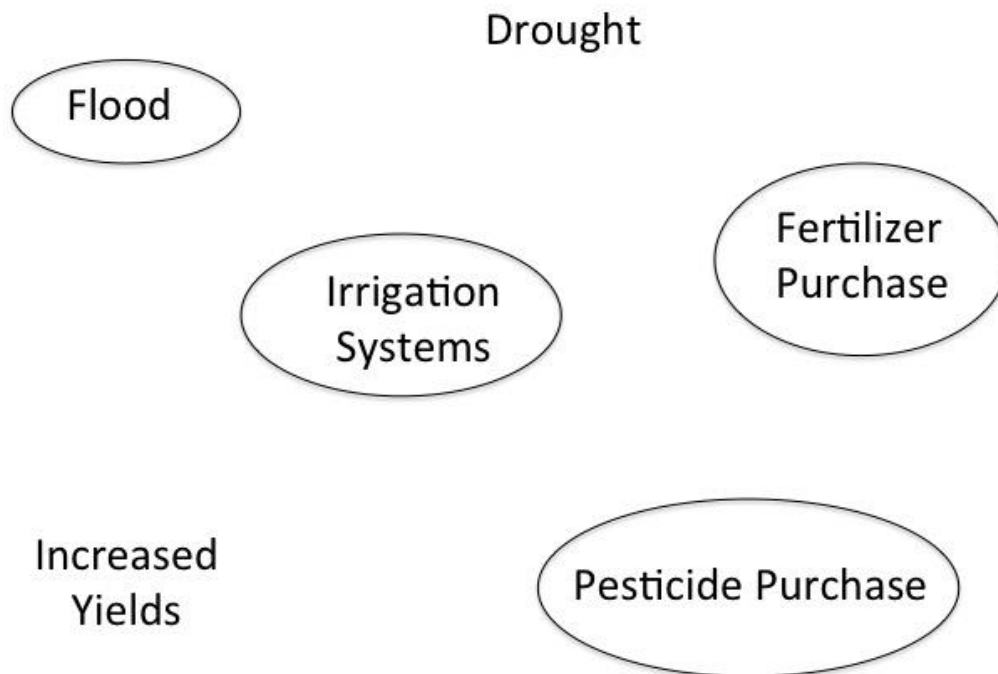 Drought
Flood
Fertilizer
Purchase
Irrigation
Systems
Increased
Yields
Pesticide Purchase